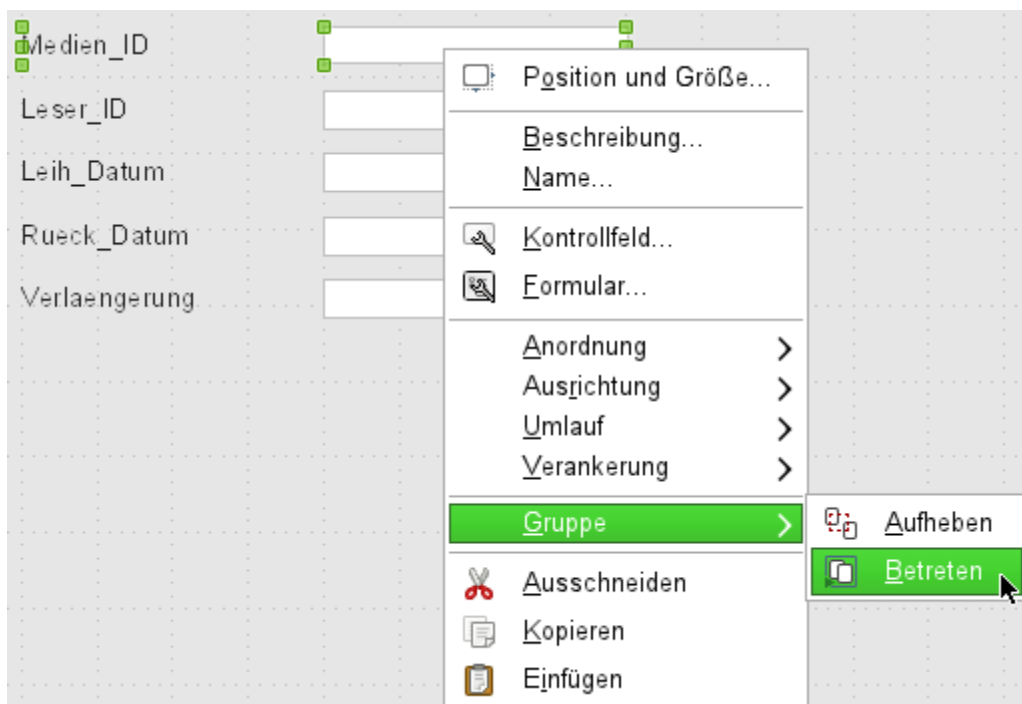 Medien_ID
Leser_ID
Leih_Datum
Rueck_Datum
Verlaengerung
Position und Größe...
Beschreibung...
Name...
Kontrollfeld...
Formular...
Anordnung
Ausrichtung
Umlauf
Verankerung
Gruppe
Aufheben
Betreten
Ausschneiden
Kopieren
Einfügen